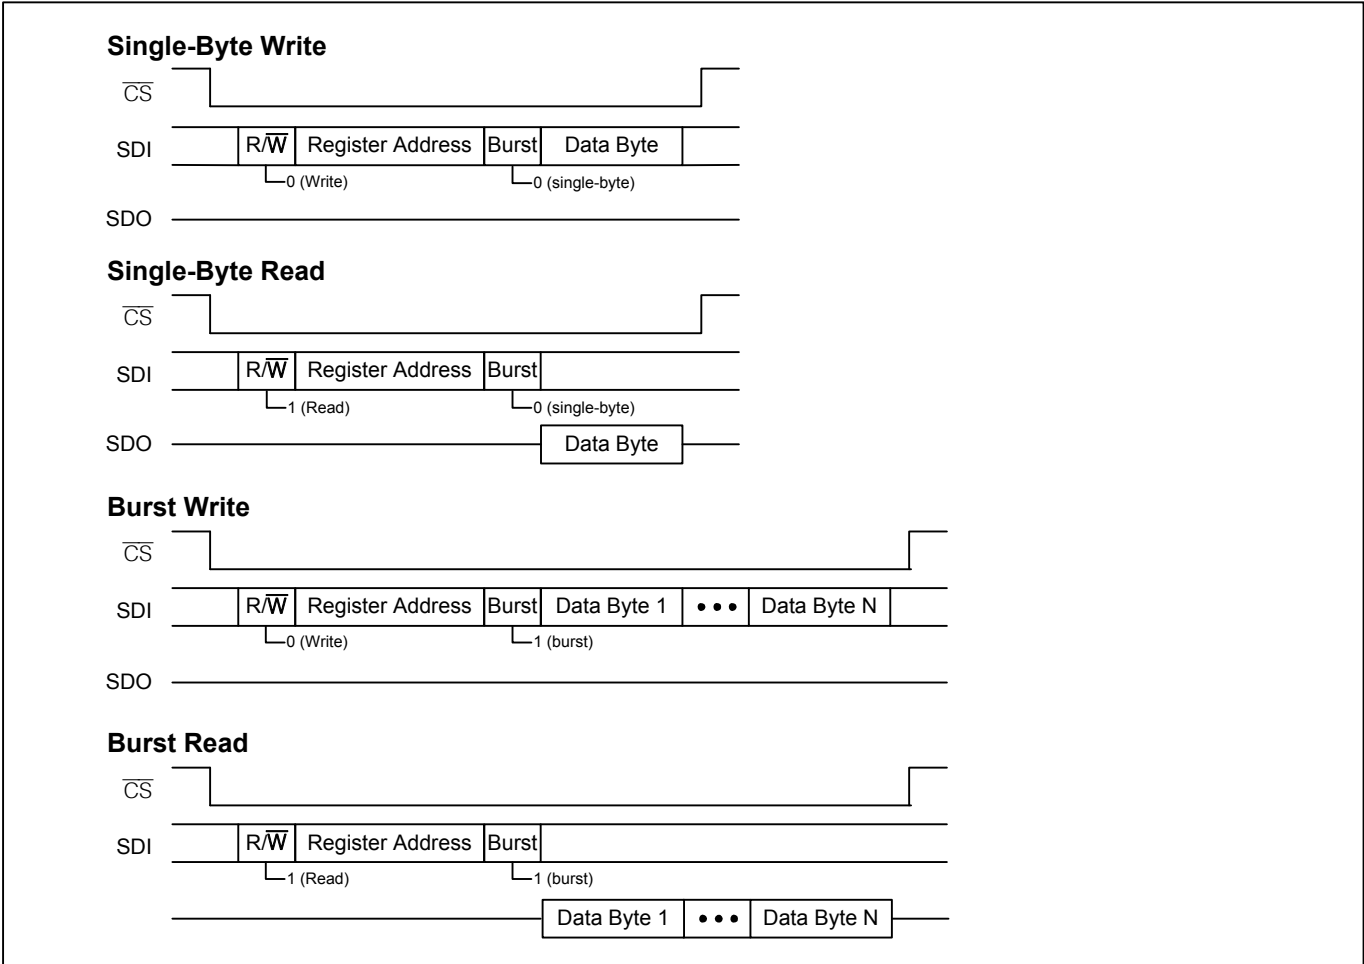 Single-Byte Write
CS
SDI R/W Register Address Burst Data Byte
0 (Write) 0 (single-byte)
SDO
Single-Byte Read
CS
SDI R/W Register Address Burst
1 (Read) 0 (single-byte)
SDO Data Byte
Burst Write
CS
SDI R/W Register Address Burst Data Byte 1 ••• Data Byte N
0 (Write) 1 (burst)
SDO
Burst Read
CS
SDI R/W Register Address Burst
1 (Read) 1 (burst)
Data Byte 1 ••• Data Byte N